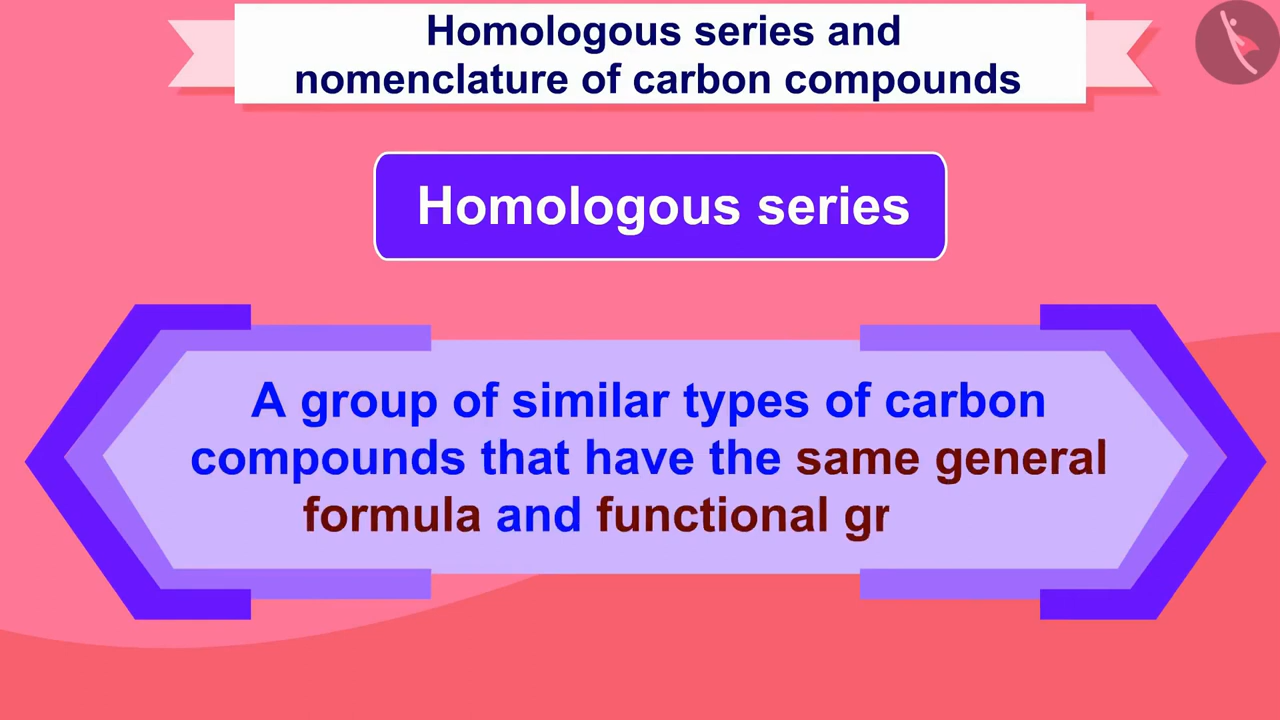 Homologous series and
nomenclature of carbon compounds
Homologous series
A group of similar types of carbon
compounds that have the same general
formula and functional gr